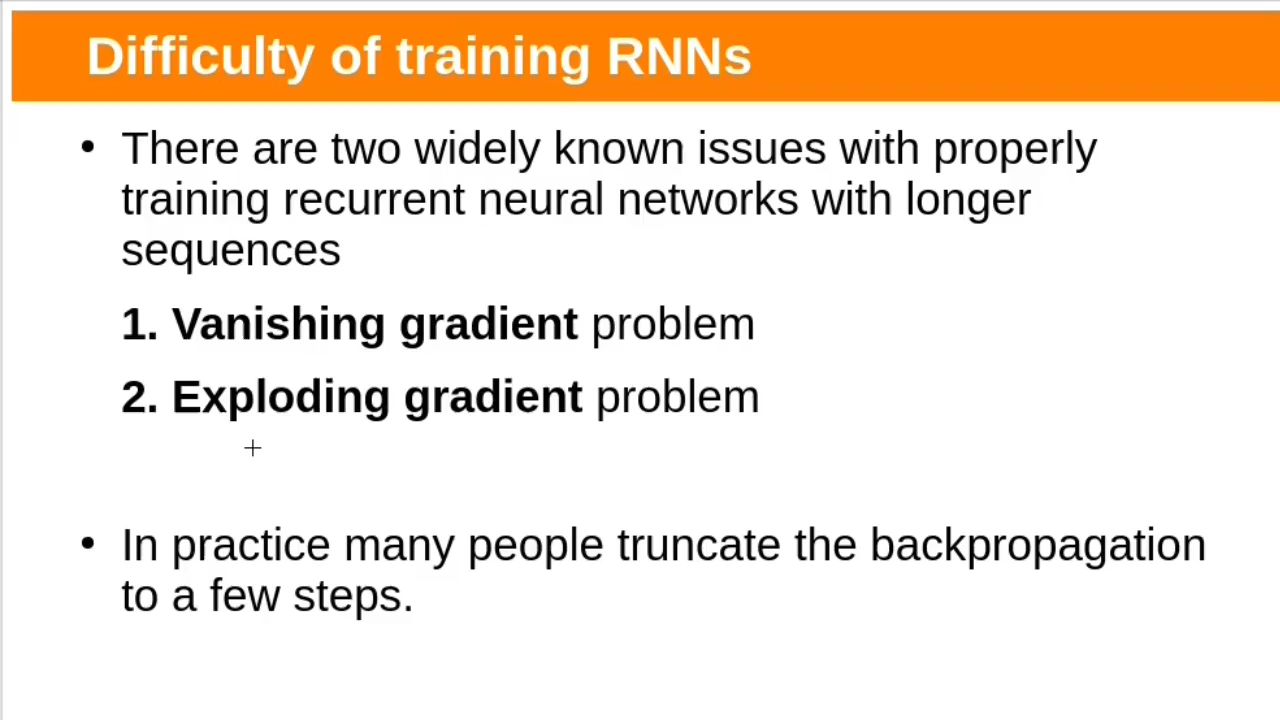 Difficulty of training RNNs
• There are two widely known issues with properly
training recurrent neural networks with longer
sequences
1. Vanishing gradient problem
2. Exploding gradient problem
• In practice many people truncate the backpropagation
to a few steps.